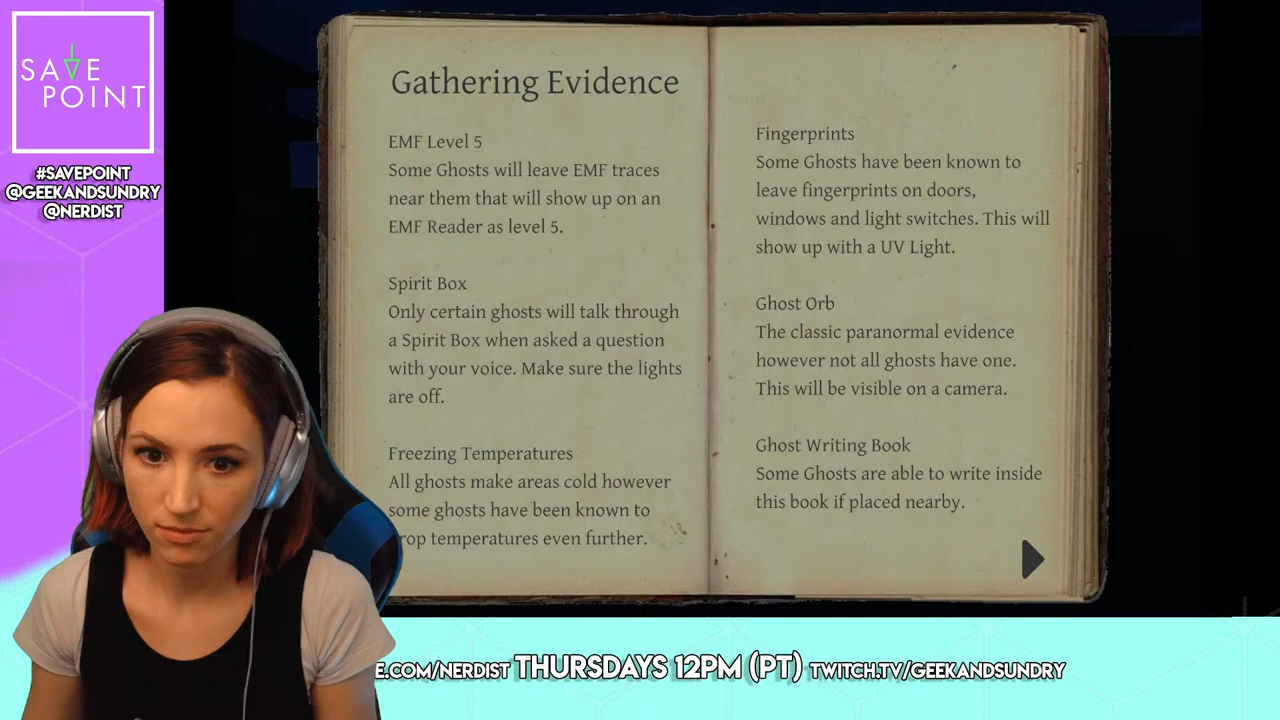 SAVE
POINT
#SAVEPOINT
@GEEKANDSUNDRY
@NERDIST
Gathering Evidence
EMF Level 5
Some Ghosts will leave EMF traces
near them that will show up on an
EMF Reader as level 5.
Spirit Box
Only certain ghosts will talk through
a Spirit Box when asked a question
with your voice. Make sure the lights
are off.
Freezing Temperatures
All ghosts make areas cold however
some ghosts have been known to
rop temperatures even further.
Fingerprints
Some Ghosts have been known to
leave fingerprints on doors,
windows and light switches. This will
show up with a UV Light.
Ghost Orb
The classic paranormal evidence
however not all ghosts have one.
This will be visible on a camera.
Ghost Writing Book
Some Ghosts are able to write inside
this book if placed nearby.
E.COM/NERDIST THURSDAYS 12PM (PT) TWITCH.TV/GEEKANDSUNDRY